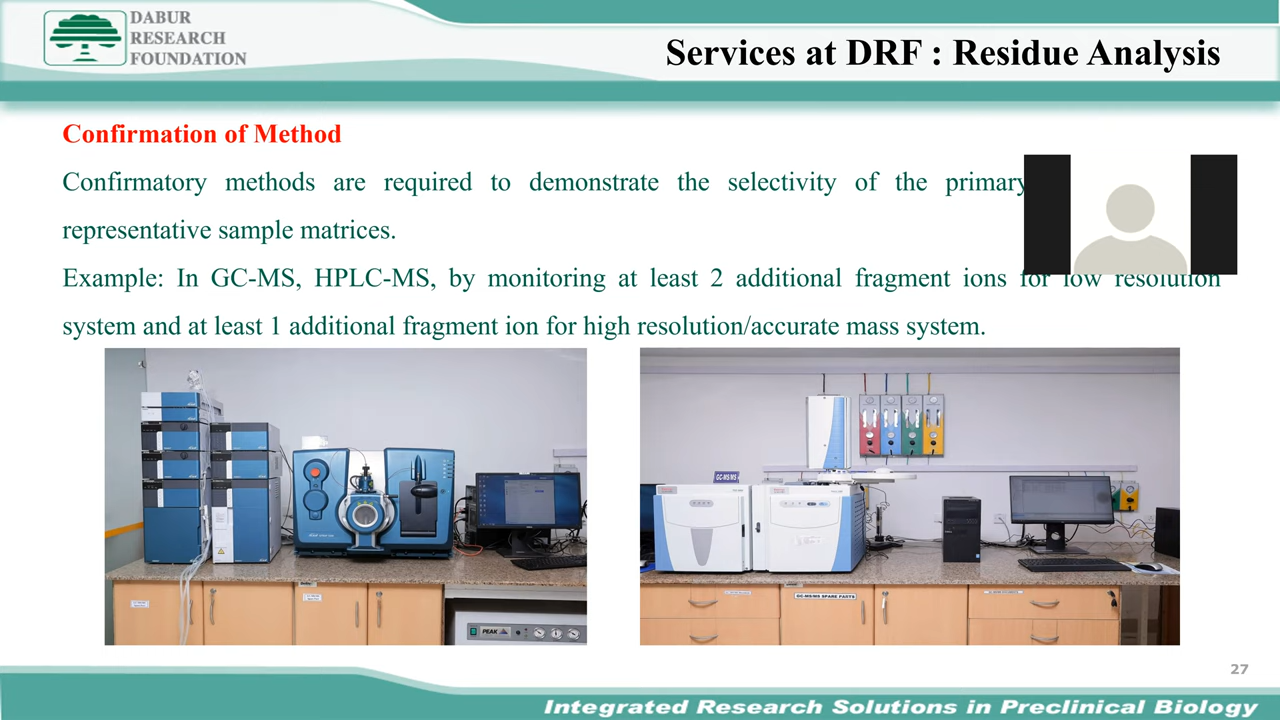 DABUR
RESEARCH
FOUNDATION
Services at DRF : Residue Analysis
Confirmation of Method
Confirmatory methods are required to demonstrate the selectivity of the primary
representative sample matrices.
Example: In GC-MS, HPLC-MS, by monitoring at least 2 additional fragment ions for low resolution
system and at least 1 additional fragment ion for high resolution/accurate mass system.
GC-MS/MS
PEAK
GC-MS/MS SPARE PARTS
27
Integrated Research Solutions in Preclinical Biology